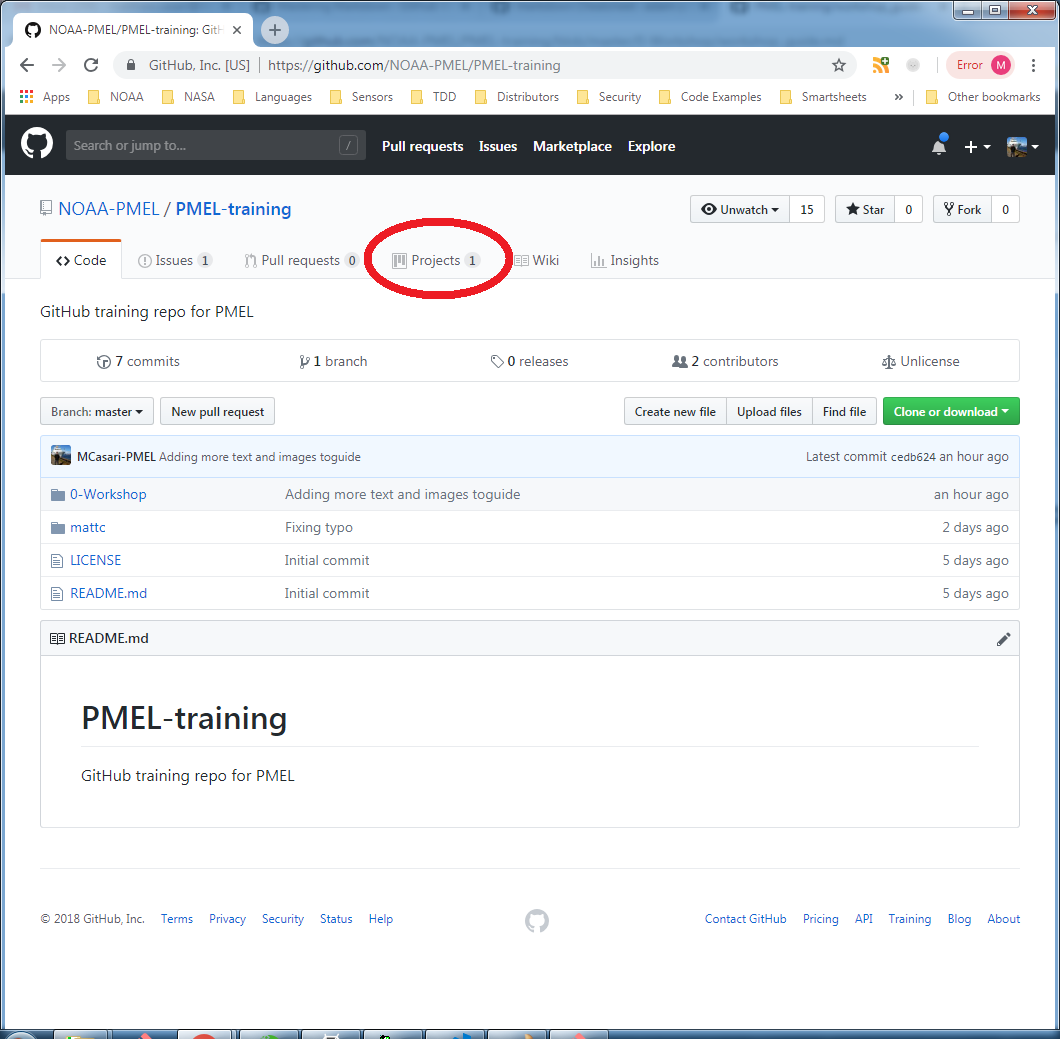 NOAA-PMEL/PMEL-training: GitH
GitHub, Inc. [US] | https://github.com/NOAA-PMEL/PMEL-training Error M
Apps NOAA NASA Languages Sensors TDD Distributors Security Code Examples Smartsheets » Other bookmarks
Search or jump to... / Pull requests Issues Marketplace Explore
NOAA-PMEL / PMEL-training Unwatch 15 Star 0 Fork 0
Code Issues 1 Pull requests 0 Projects 1 Wiki Insights
GitHub training repo for PMEL
7 commits 1 branch 0 releases 2 contributors Unlicense
Branch: master New pull request Create new file Upload files Find file Clone or download
MCasari-PMEL Adding more text and images toguide Latest commit cedb624 an hour ago
0-Workshop Adding more text and images toguide an hour ago
mattc Fixing typo 2 days ago
LICENSE Initial commit 5 days ago
README.md Initial commit 5 days ago
README.md
PMEL-training
GitHub training repo for PMEL
© 2018 GitHub, Inc. Terms Privacy Security Status Help Contact GitHub Pricing API Training Blog About